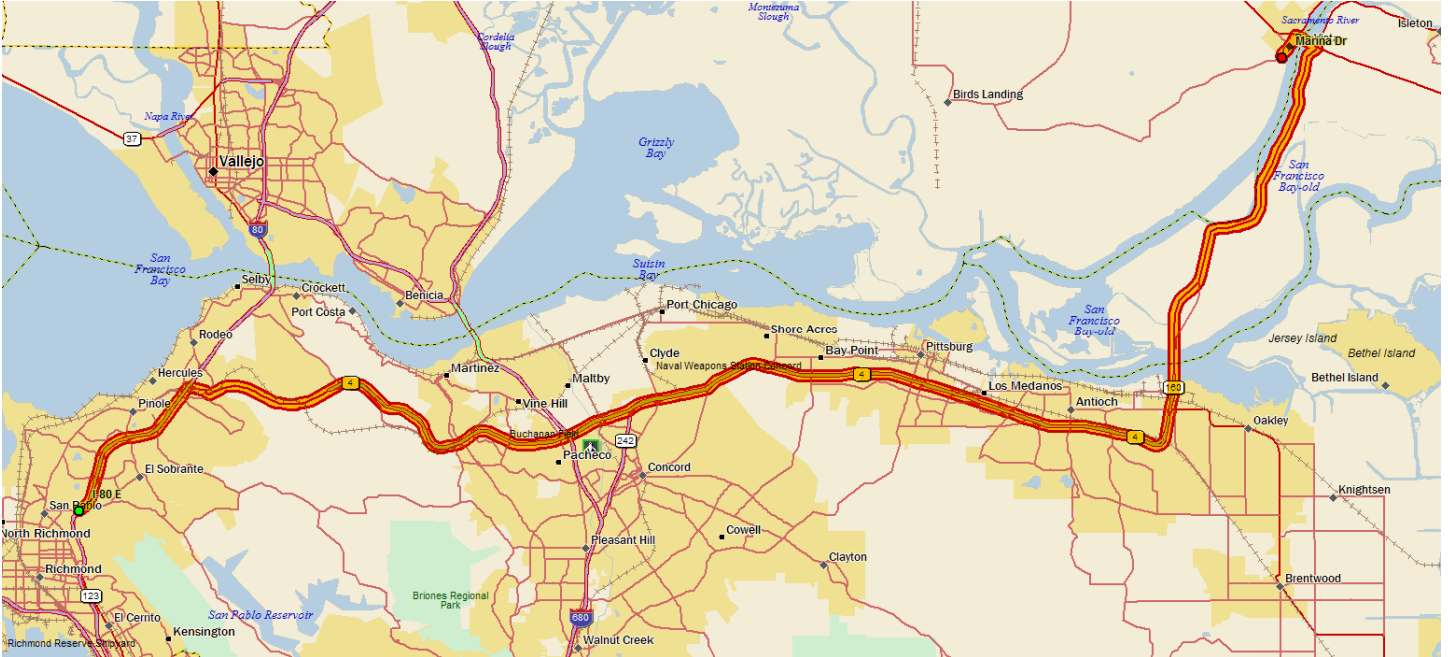 Montezuma
Slough
Sacramento River
Isleton
Marina Dr
Cordelia
Slough
Birds Landing
Napa River
37
Grizzly
Bay
Vallejo
San
Francisco
Bay-old
80
San
Francisco
Bay
Suisin
Bay
Selby
Crockett
Benicia
Port Costa
Port Chicago
San
Francisco
Bay-old
Rodeo
Shore Acres
Jersey Island
Pittsburg
Bay Point
Clyde
Bethel Island
Naval Weapons Station Concord
Martinez
Hercules
4
Maltby
4
Bethel Island
Los Medanos
160
Vine Hill
Pinole
Antioch
Oakley
Buchanan Field
4
242
Pacheco
El Sobrante
Concord
I-80 E
Knightsen
San Pablo
North Richmond
Cowell
Pleasant Hill
Clayton
Richmond
Brentwood
123
Briones Regional
Park
San Pablo Reservoir
El Cerrito
680
Kensington
Walnut Creek
Richmond Reserve Shipyard